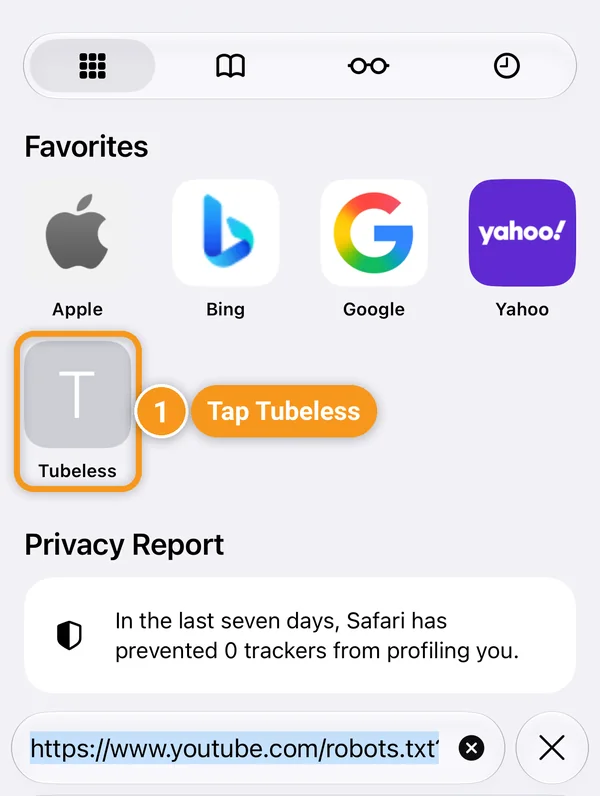 Favorites
yahoo!
Apple
Bing
Google
Yahoo
T
1
Tap Tubeless
Tubeless
Privacy Report
In the last seven days, Safari has
prevented 0 trackers from profiling you.
https://www.youtube.com/robots.txt?